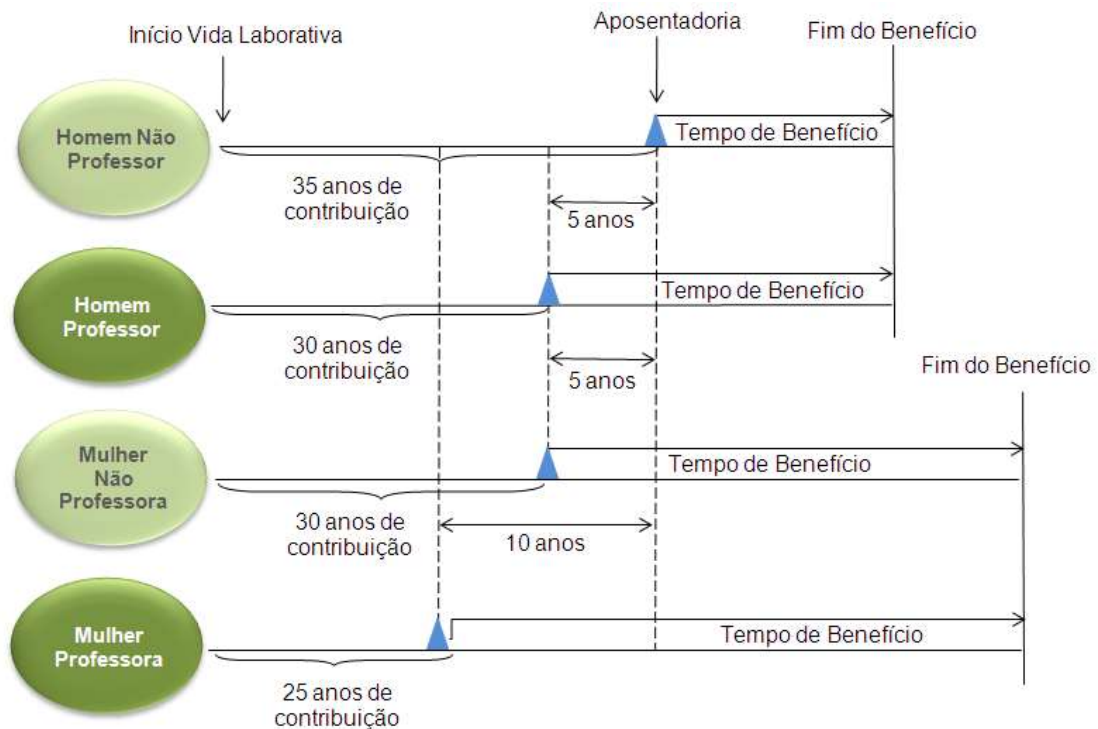 Início Vida Laborativa
Aposentadoria
Fim do Benefício
Homem Não
Professor
Tempo de Benefício
35 anos de
contribuição
5 anos
Homem
Professor
Tempo de Benefício
30 anos de
contribuição
5 anos
Fim do Benefício
Mulher
Não
Professora
Tempo de Benefício
30 anos de
contribuição
10 anos
Mulher
Professora
Tempo de Benefício
25 anos de
contribuição